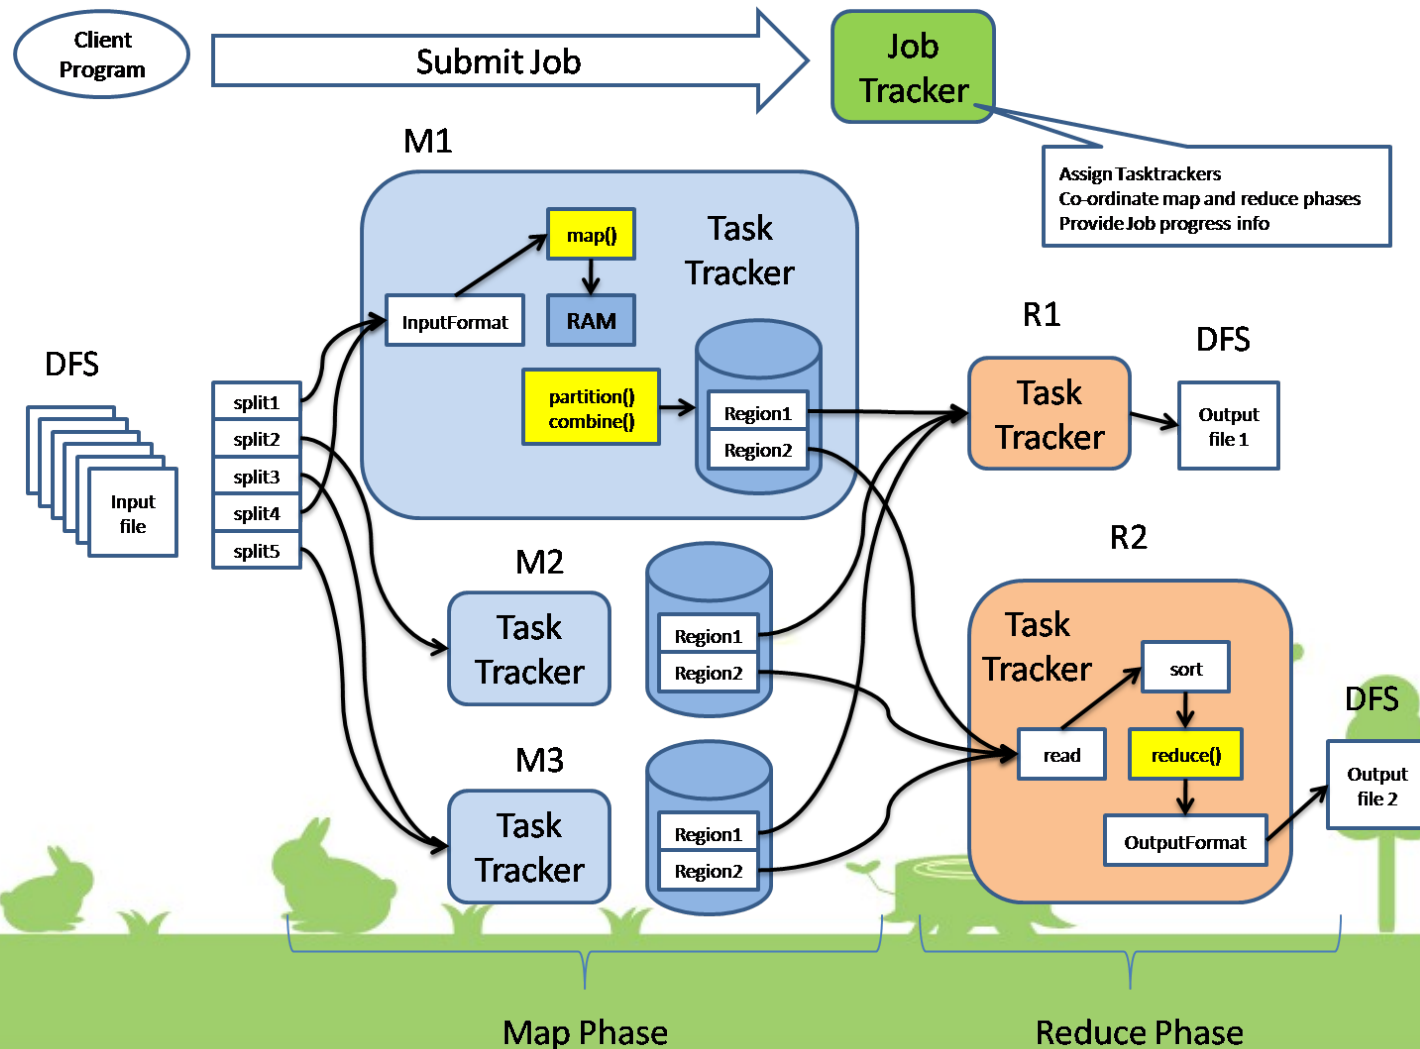 Client
Program
Submit Job
Job
Tracker
Assign Tasktrackers
Co-ordinate map and reduce phases
Provide Job progress info
M1
Task
Tracker
map()
InputFormat
RAM
partition()
combine()
Region1
Region2
DFS
Input
file
split1
split2
split3
split4
split5
R1
Task
Tracker
DFS
Output
file 1
M2
Task
Tracker
Region1
Region2
M3
Task
Tracker
Region1
Region2
R2
Task
Tracker
sort
read
reduce()
OutputFormat
DFS
Output
file 2
Map Phase
Reduce Phase